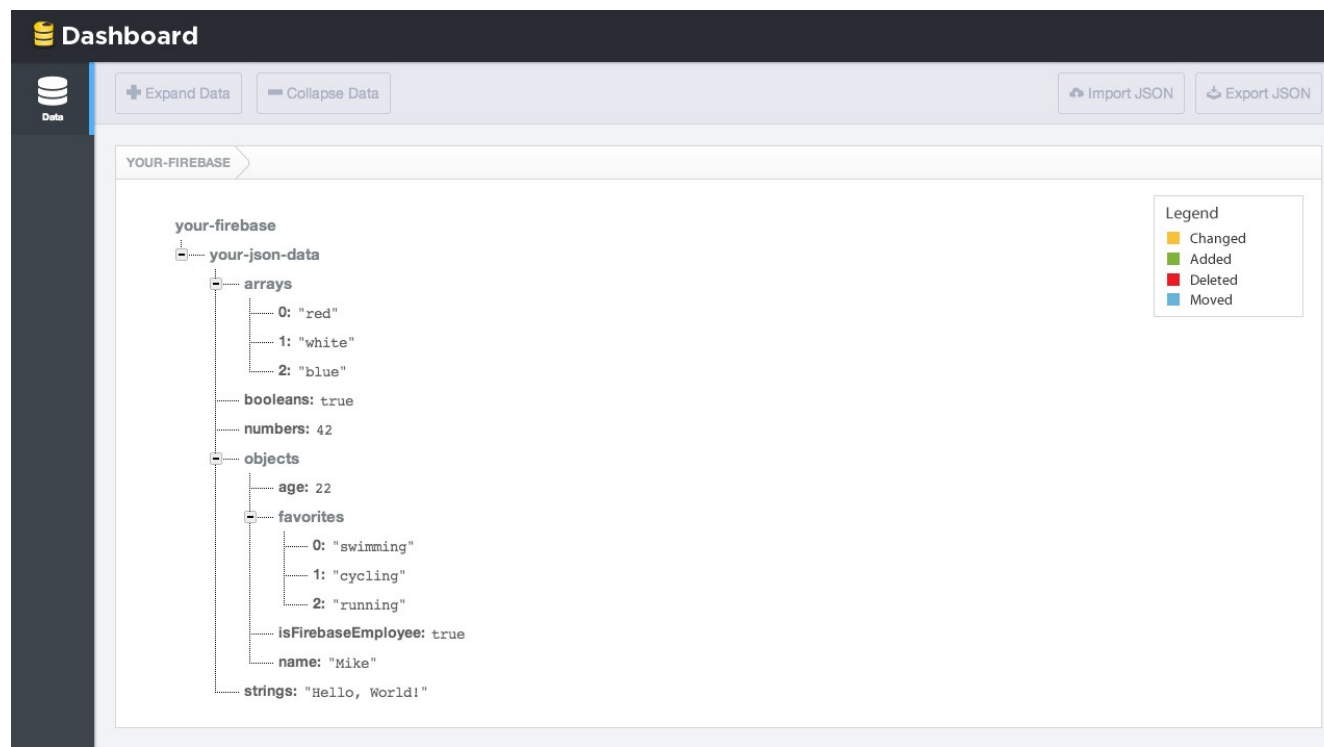 Dashboard
Data
Expand Data
Collapse Data
Import JSON
Export JSON
YOUR-FIREBASE
Legend
Changed
Added
Deleted
Moved
your-firebase
your-json-data
arrays
0: "red"
1: "white"
2: "blue"
booleans: true
numbers: 42
objects
age: 22
favorites
0: "swimming"
1: "cycling"
2: "running"
isFirebaseEmployee: true
name: "Mike"
strings: "Hello, World!"